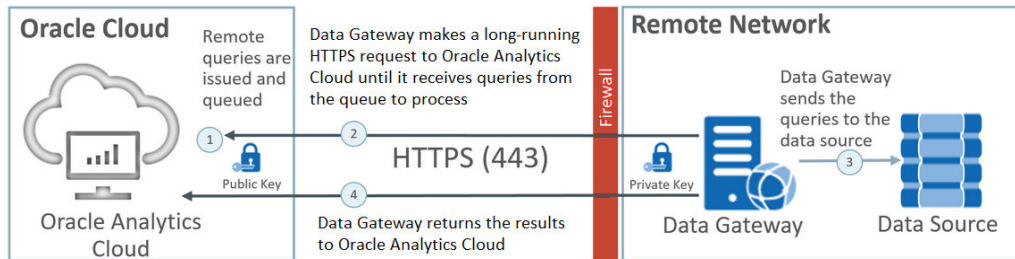 Oracle Cloud
Remote
queries are
issued and
queued
1
Public Key
Oracle Analytics
Cloud
Data Gateway makes a long-running
HTTPS request to Oracle Analytics
Cloud until it receives queries from
the queue to process
2
HTTPS (443)
4
Data Gateway returns the results
to Oracle Analytics Cloud
Firewall
Remote Network
Private Key
Data Gateway
Data Gateway
sends the
queries to the
data source
3
Data Source